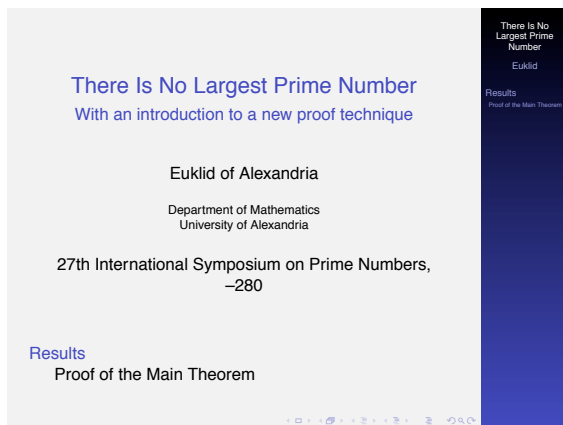 There Is No Largest Prime Number
With an introduction to a new proof technique
Euklid of Alexandria
Department of Mathematics
University of Alexandria
27th International Symposium on Prime Numbers,
–280
Results
Proof of the Main Theorem
There Is No
Largest Prime
Number
Euklid
Results
Proof of the Main Theorem